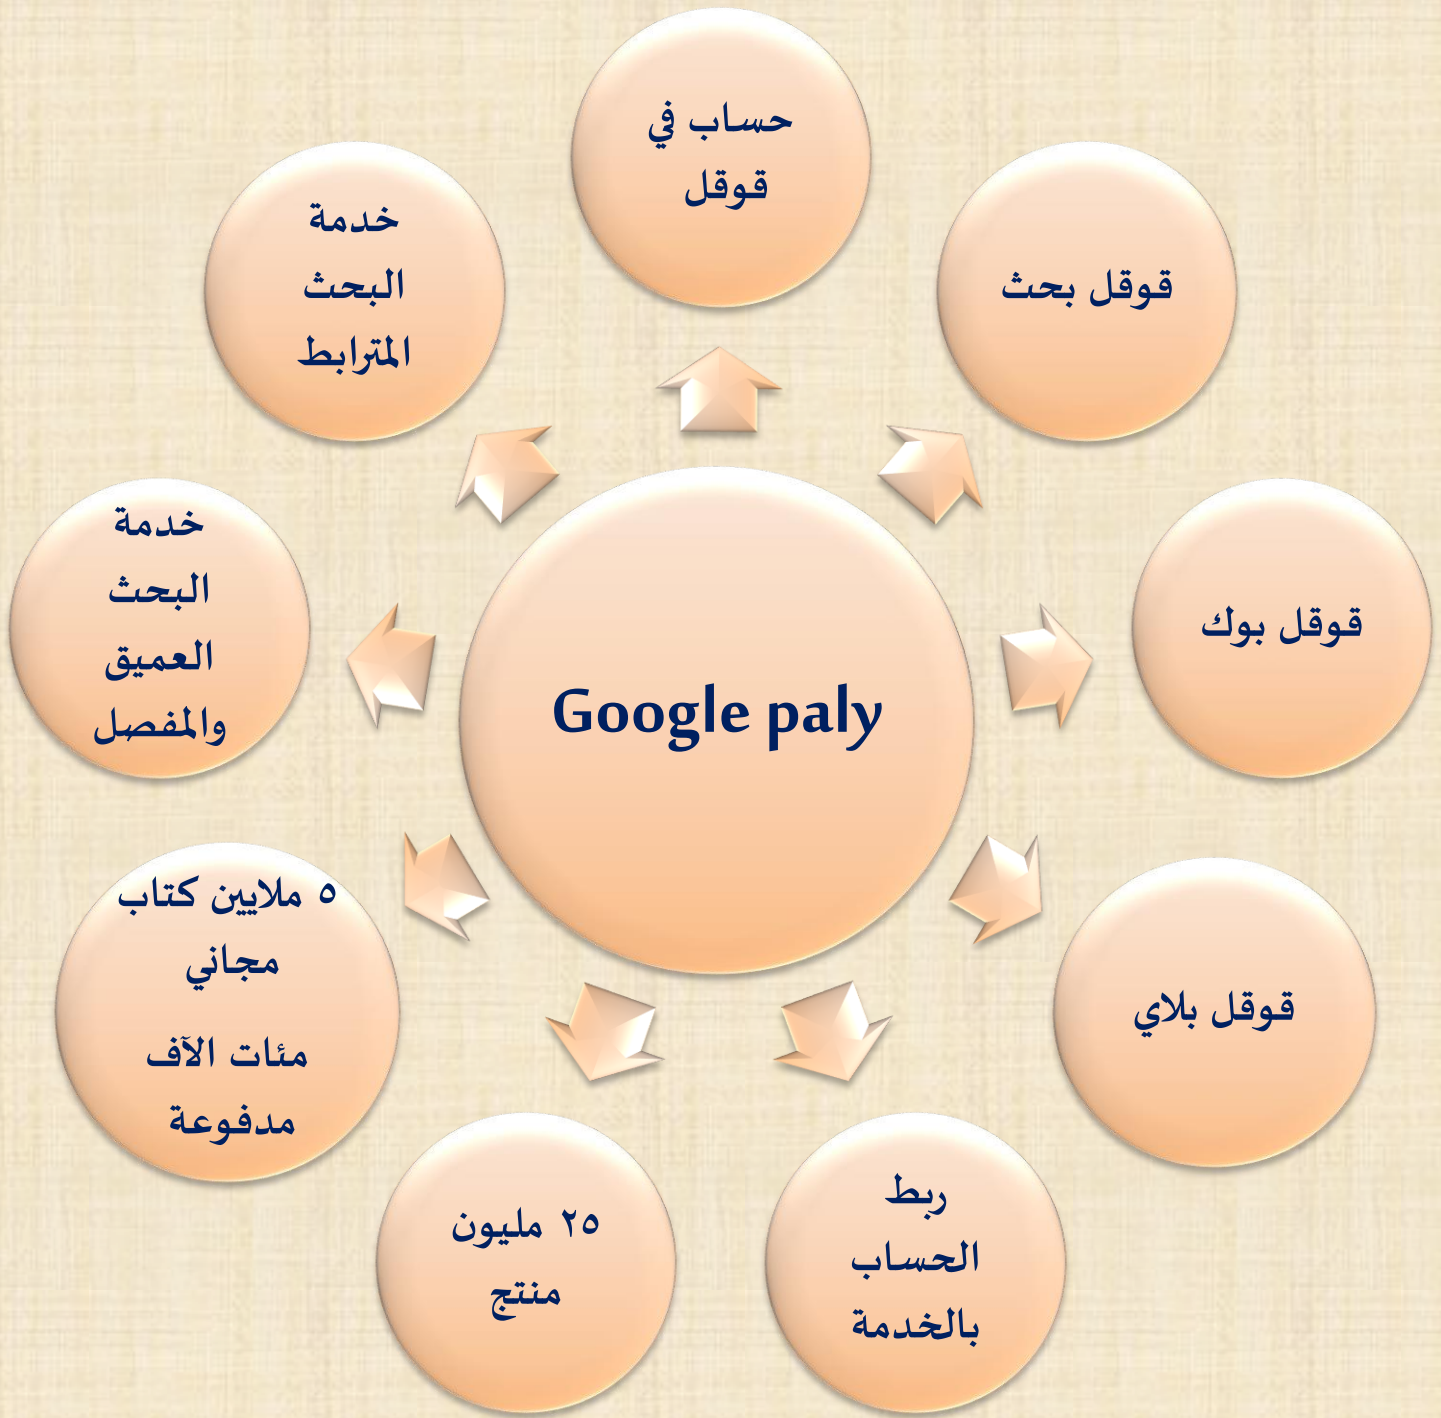 حساب في
قوقل
قوقل بحث
قوقل بوك
قوقل بلاي
ربط
الحساب
بالخدمة
٢٥ مليون
منتج
٥ ملايين كتاب
مجاني
مئات الآف
مدفوعة
خدمة
البحث
العميق
والمفصل
خدمة
البحث
المترابط
Google paly